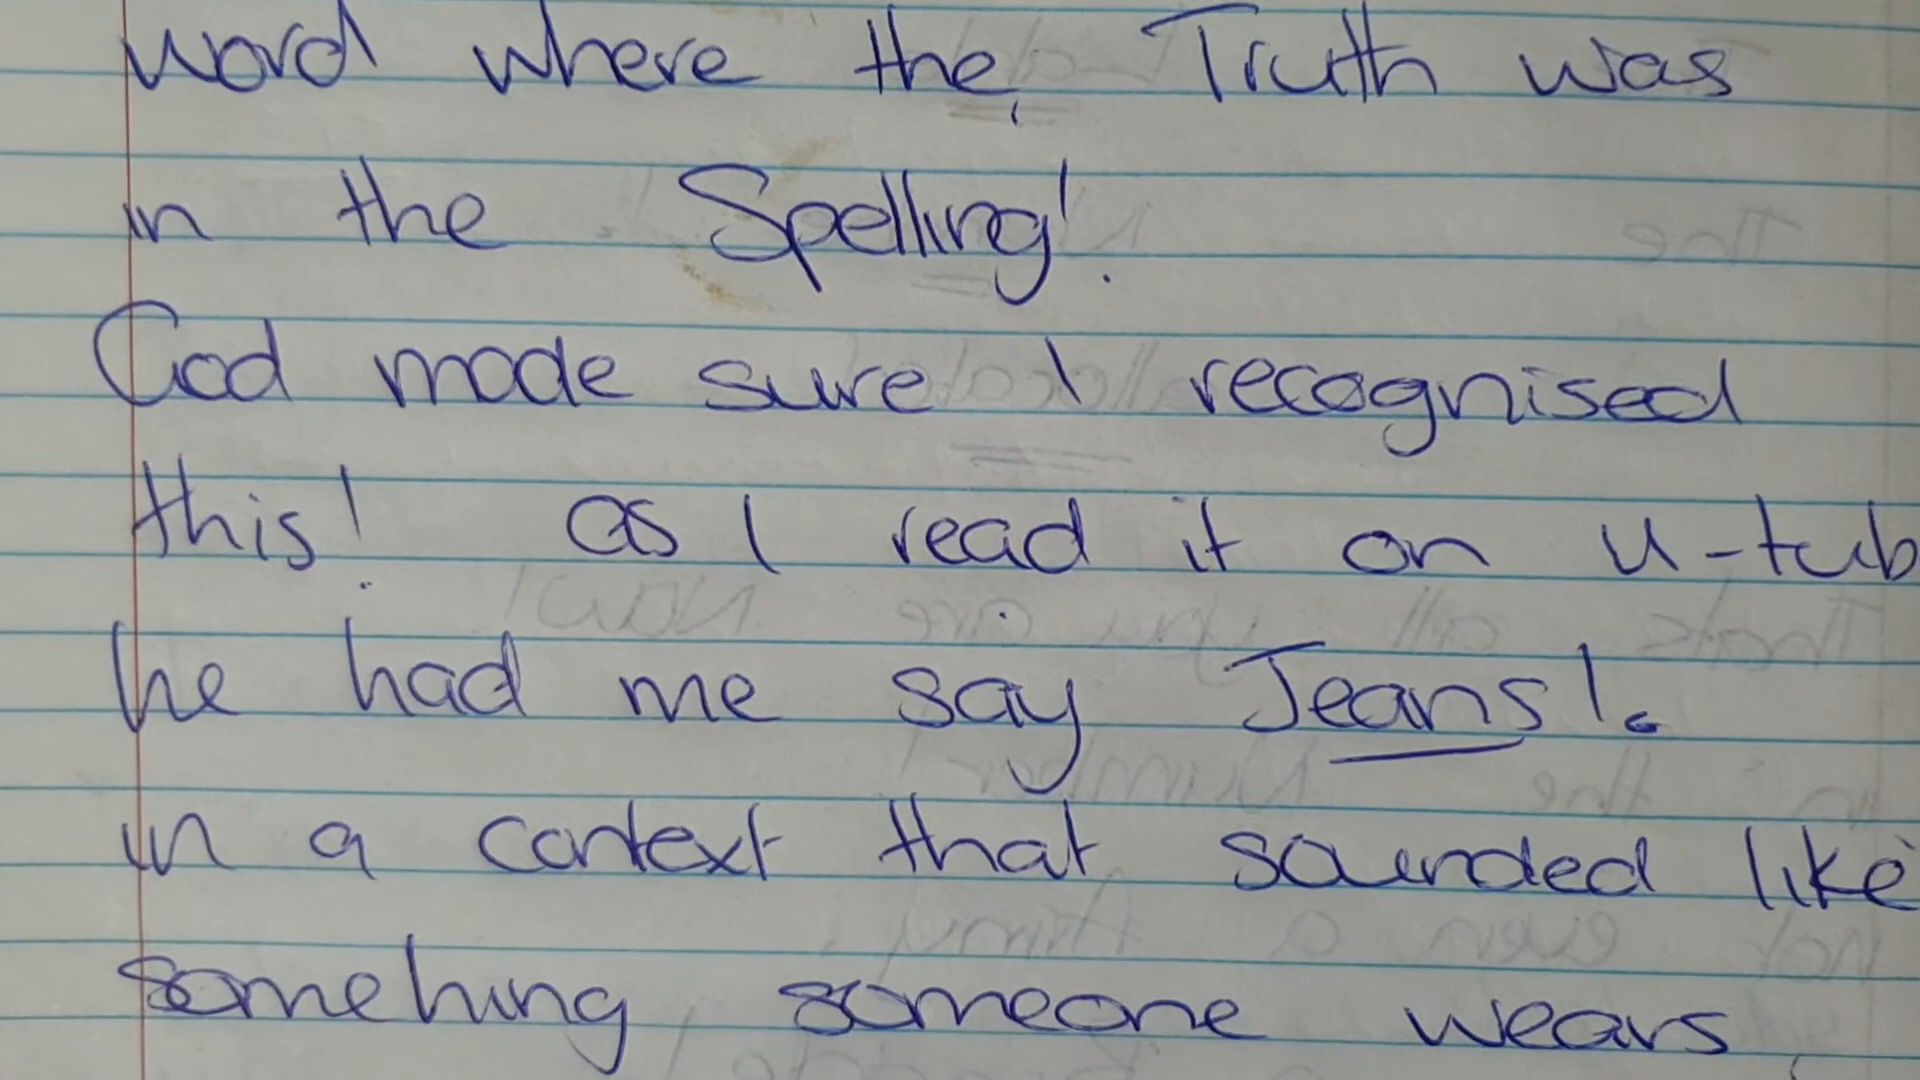 word where the Truth was
in the Spelling!
God made sure I recognised
this! as I read it on u-tub
he had me say Jeans!.
in a context that sounded like
somehing someone wears